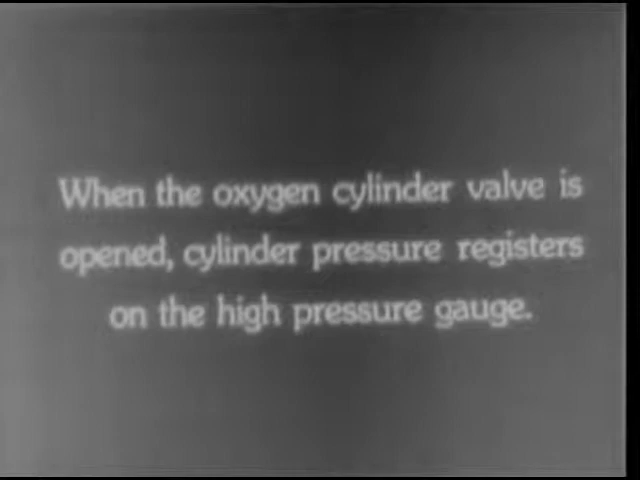 When the oxygen cylinder valve is
opened, cylinder pressure registers
on the high pressure gauge.